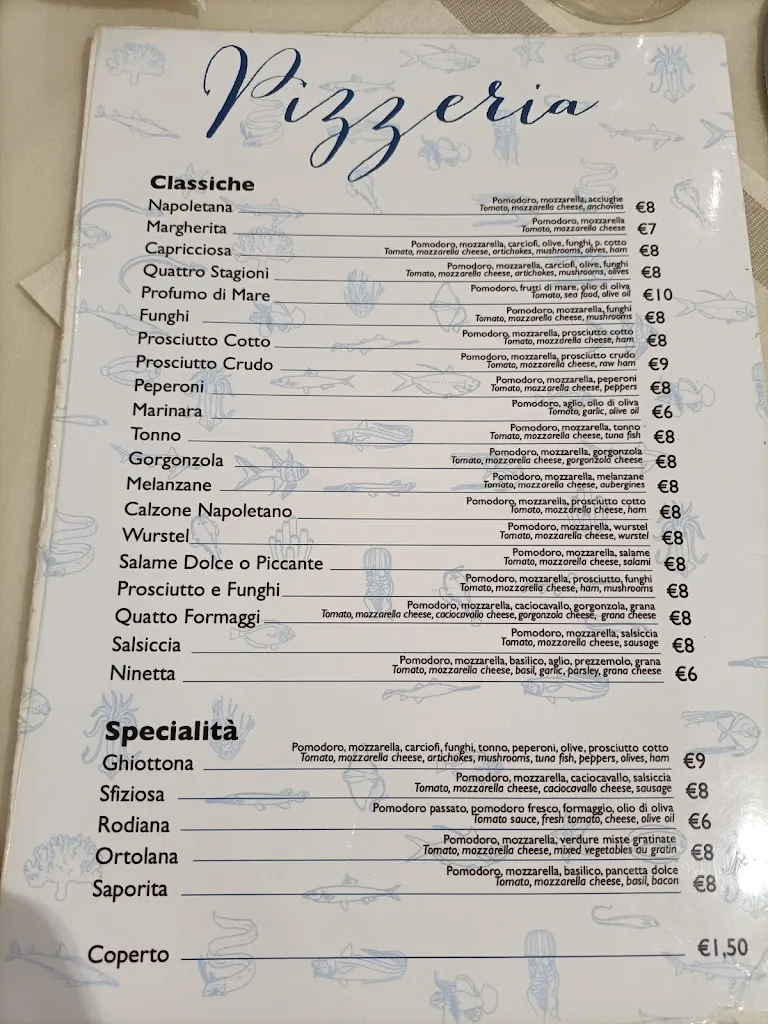 Pizzeria
Classiche
Napoletana Pomodoro, mozzarella, acciughe €8
Tomato, mozzarella cheese, anchovies
Margherita Pomodoro, mozzarella €7
Tomato, mozzarella cheese
Capricciosa Pomodoro, mozzarella, carciofi, olive, funghi, p. cotto €8
Tomato, mozzarella cheese, artichokes, mushrooms, olives, ham
Quattro Stagioni Pomodoro, mozzarella, carciofi, olive, funghi €8
Tomato, mozzarella cheese, artichokes, mushrooms, olives
Profumo di Mare Pomodoro, frutti di mare, olio di oliva €10
Tomato, sea food, olive oil
Funghi Pomodoro, mozzarella, funghi €8
Tomato, mozzarella cheese, mushrooms
Prosciutto Cotto Pomodoro, mozzarella, prosciutto cotto €8
Tomato, mozzarella cheese, ham
Prosciutto Crudo Pomodoro, mozzarella, prosciutto crudo €9
Tomato, mozzarella cheese, raw ham
Peperoni Pomodoro, mozzarella, peperoni €8
Tomato, mozzarella cheese, peppers
Marinara Pomodoro, aglio, olio di oliva €6
Tomato, garlic, olive oil
Tonno Pomodoro, mozzarella, tonno €8
Tomato, mozzarella cheese, tuna fish
Gorgonzola Pomodoro, mozzarella, gorgonzola €8
Tomato, mozzarella cheese, gorgonzola cheese
Melanzane Pomodoro, mozzarella, melanzane €8
Tomato, mozzarella cheese, aubergines
Calzone Napoletano Pomodoro, mozzarella, prosciutto cotto €8
Tomato, mozzarella cheese, ham
Wurstel Pomodoro, mozzarella, wurstel €8
Tomato, mozzarella cheese, wurstel
Salame Dolce o Piccante Pomodoro, mozzarella, salame €8
Tomato, mozzarella cheese, salami
Prosciutto e Funghi Pomodoro, mozzarella, prosciutto, funghi €8
Tomato, mozzarella cheese, ham, mushrooms
Quatto Formaggi Pomodoro, mozzarella, caciocavallo, gorgonzola, grana €8
Tomato, mozzarella cheese, caciocavallo cheese, gorgonzola cheese, grana cheese
Salsiccia Pomodoro, mozzarella, salsiccia €8
Tomato, mozzarella cheese, sausage
Ninetta Pomodoro, mozzarella, basilico, aglio, prezzemolo, grana €6
Tomato, mozzarella cheese, basil, garlic, parsley, grana cheese
Specialità
Ghiottona Pomodoro, mozzarella, carciofi, funghi, tonno, peperoni, olive, prosciutto cotto €9
Tomato, mozzarella cheese, artichokes, mushrooms, tuna fish, peppers, olives, ham
Sfiziosa Pomodoro, mozzarella, caciocavallo, salsiccia €8
Tomato, mozzarella cheese, caciocavallo cheese, sausage
Rodiana Pomodoro passato, pomodoro fresco, formaggio, olio di oliva €6
Tomato sauce, fresh tomato, cheese, olive oil
Ortolana Pomodoro, mozzarella, verdure miste gratinate €8
Tomato, mozzarella cheese, mixed vegetables au gratin
Saporita Pomodoro, mozzarella, basilico, pancetta dolce €8
Tomato, mozzarella cheese, basil, bacon
Coperto €1,50